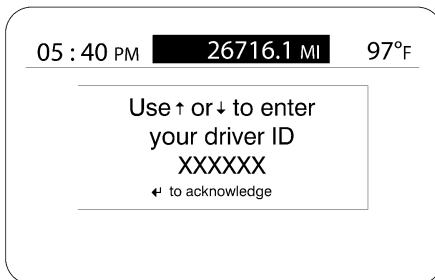 05 : 40 PM 26716.1 MI 97°F
Use ↑ or ↓ to enter
your driver ID
XXXXXX
↵ to acknowledge